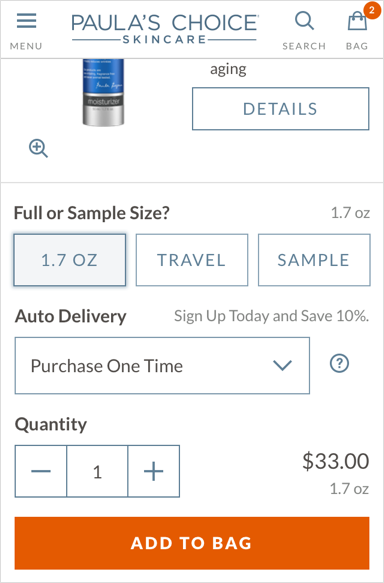 PAULA'S CHOICE
SKINCARE
2
MENU
SEARCH
BAG
aging
moisturizer
DETAILS
Full or Sample Size?
1.7 oz
1.7 OZ
TRAVEL
SAMPLE
Auto Delivery
Sign Up Today and Save 10%.
Purchase One Time
?
Quantity
1
$33.00
1.7 oz
ADD TO BAG